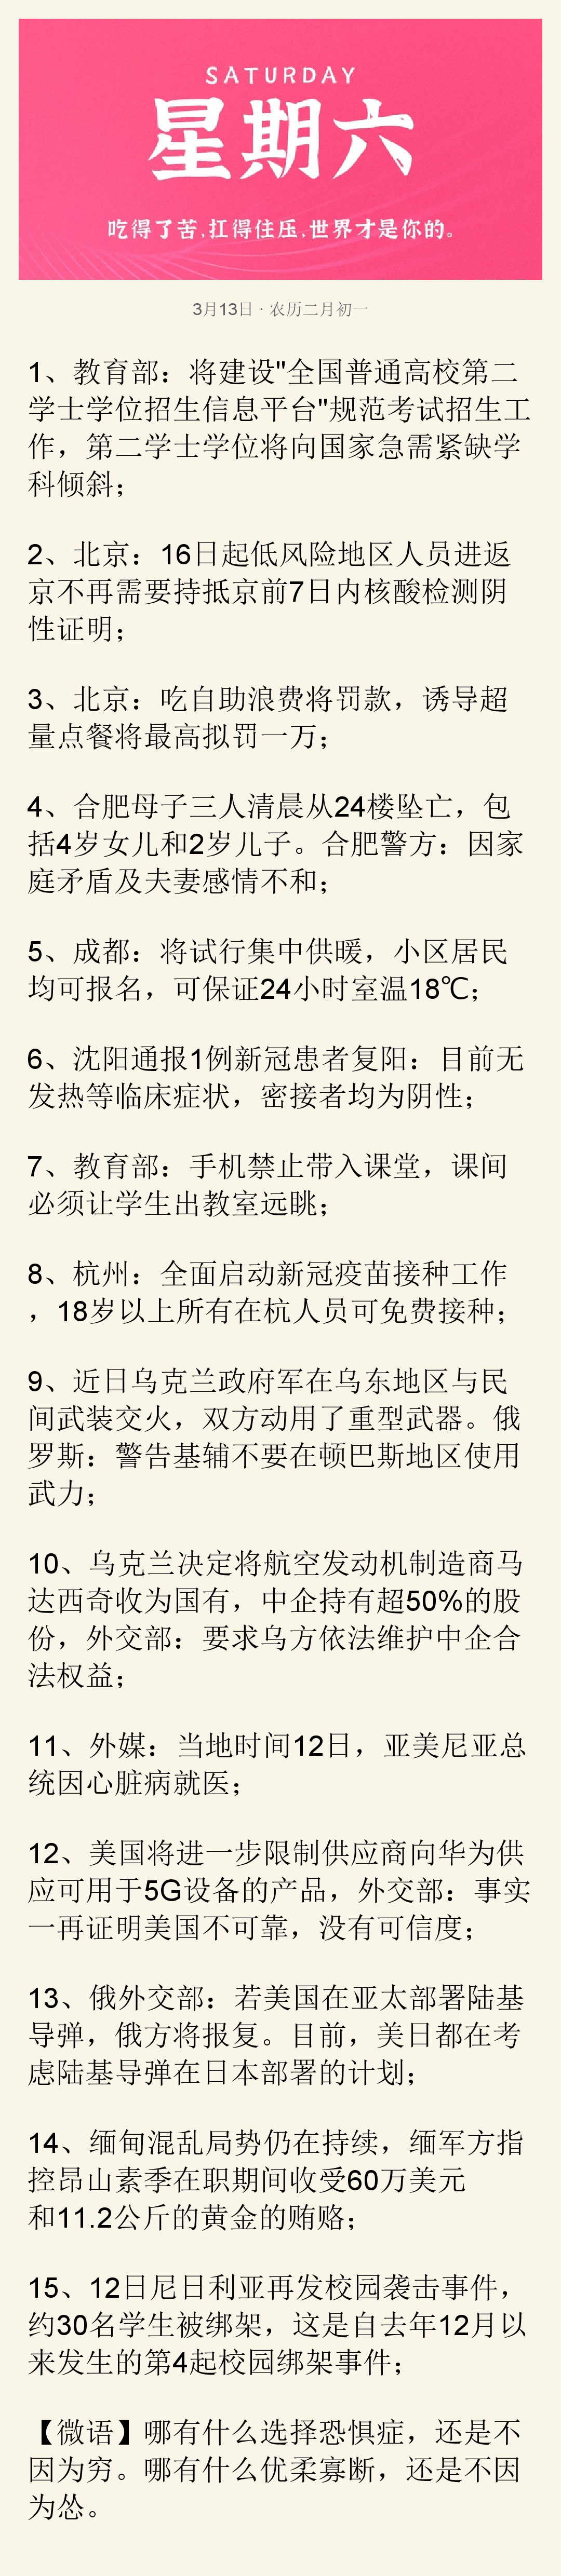 SATURDAY
星期六
吃得了苦,扛得住压,世界才是你的。
3月13日 · 农历二月初一
1、教育部：将建设"全国普通高校第二
学士学位招生信息平台"规范考试招生工
作，第二学士学位将向国家急需紧缺学
科倾斜；
2、北京：16日起低风险地区人员进返
京不再需要持抵京前7日内核酸检测阴
性证明；
3、北京：吃自助浪费将罚款，诱导超
量点餐将最高拟罚一万；
4、合肥母子三人清晨从24楼坠亡，包
括4岁女儿和2岁儿子。合肥警方：因家
庭矛盾及夫妻感情不和；
5、成都：将试行集中供暖，小区居民
均可报名，可保证24小时室温18℃；
6、沈阳通报1例新冠患者复阳：目前无
发热等临床症状，密接者均为阴性；
7、教育部：手机禁止带入课堂，课间
必须让学生出教室远眺；
8、杭州：全面启动新冠疫苗接种工作
，18岁以上所有在杭人员可免费接种；
9、近日乌克兰政府军在乌东地区与民
间武装交火，双方动用了重型武器。俄
罗斯：警告基辅不要在顿巴斯地区使用
武力；
10、乌克兰决定将航空发动机制造商马
达西奇收为国有，中企持有超50%的股
份，外交部：要求乌方依法维护中企合
法权益；
11、外媒：当地时间12日，亚美尼亚总
统因心脏病就医；
12、美国将进一步限制供应商向华为供
应可用于5G设备的产品，外交部：事实
一再证明美国不可靠，没有可信度；
13、俄外交部：若美国在亚太部署陆基
导弹，俄方将报复。目前，美日都在考
虑陆基导弹在日本部署的计划；
14、缅甸混乱局势仍在持续，缅军方指
控昂山素季在职期间收受60万美元
和11.2公斤的黄金的贿赂；
15、12日尼日利亚再发校园袭击事件，
约30名学生被绑架，这是自去年12月以
来发生的第4起校园绑架事件；
【微语】哪有什么选择恐惧症，还是不
因为穷。哪有什么优柔寡断，还是不因
为怂。